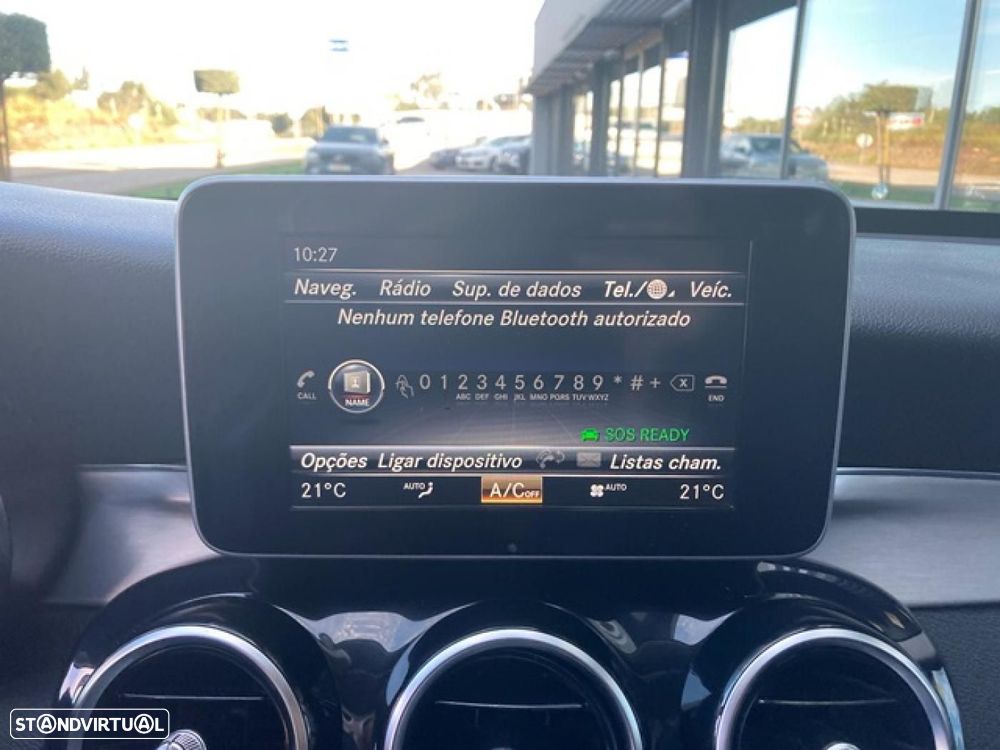 10:27
Naveg. Rádio Sup. de dados Tel./ Veíc.
Nenhum telefone Bluetooth autorizado
CALL NAME 0 1 2 3 4 5 6 7 8 9 * # + X END
ABC DEF GHI JKL MNO PQRS TUV WXYZ
SOS READY
Opções Ligar dispositivo Listas cham.
21°C AUTO A/C OFF AUTO 21°C
STANDVIRTUAL